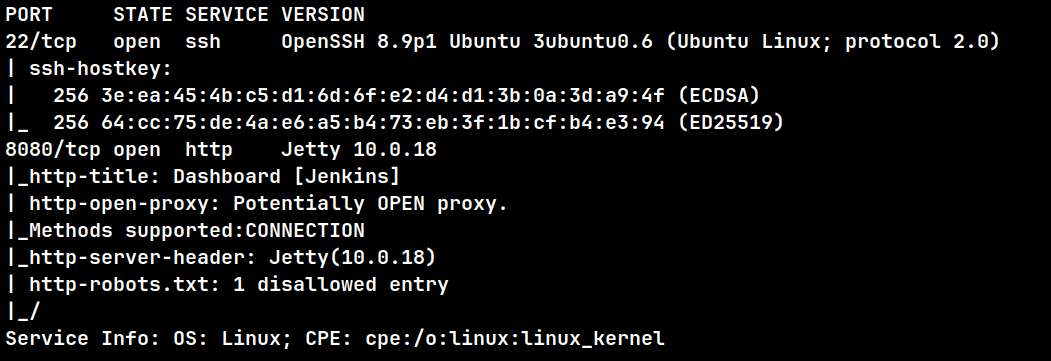 PORT     STATE SERVICE VERSION
22/tcp   open  ssh     OpenSSH 8.9p1 Ubuntu 3ubuntu0.6 (Ubuntu Linux; protocol 2.0)
| ssh-hostkey:
|   256 3e:ea:45:4b:c5:d1:6d:6f:e2:d4:d1:3b:0a:3d:a9:4f (ECDSA)
|_  256 64:cc:75:de:4a:e6:a5:b4:73:eb:3f:1b:cf:b4:e3:94 (ED25519)
8080/tcp open  http    Jetty 10.0.18
|_http-title: Dashboard [Jenkins]
| http-open-proxy: Potentially OPEN proxy.
|_Methods supported:CONNECTION
|_http-server-header: Jetty(10.0.18)
| http-robots.txt: 1 disallowed entry
|_/
Service Info: OS: Linux; CPE: cpe:/o:linux:linux_kernel